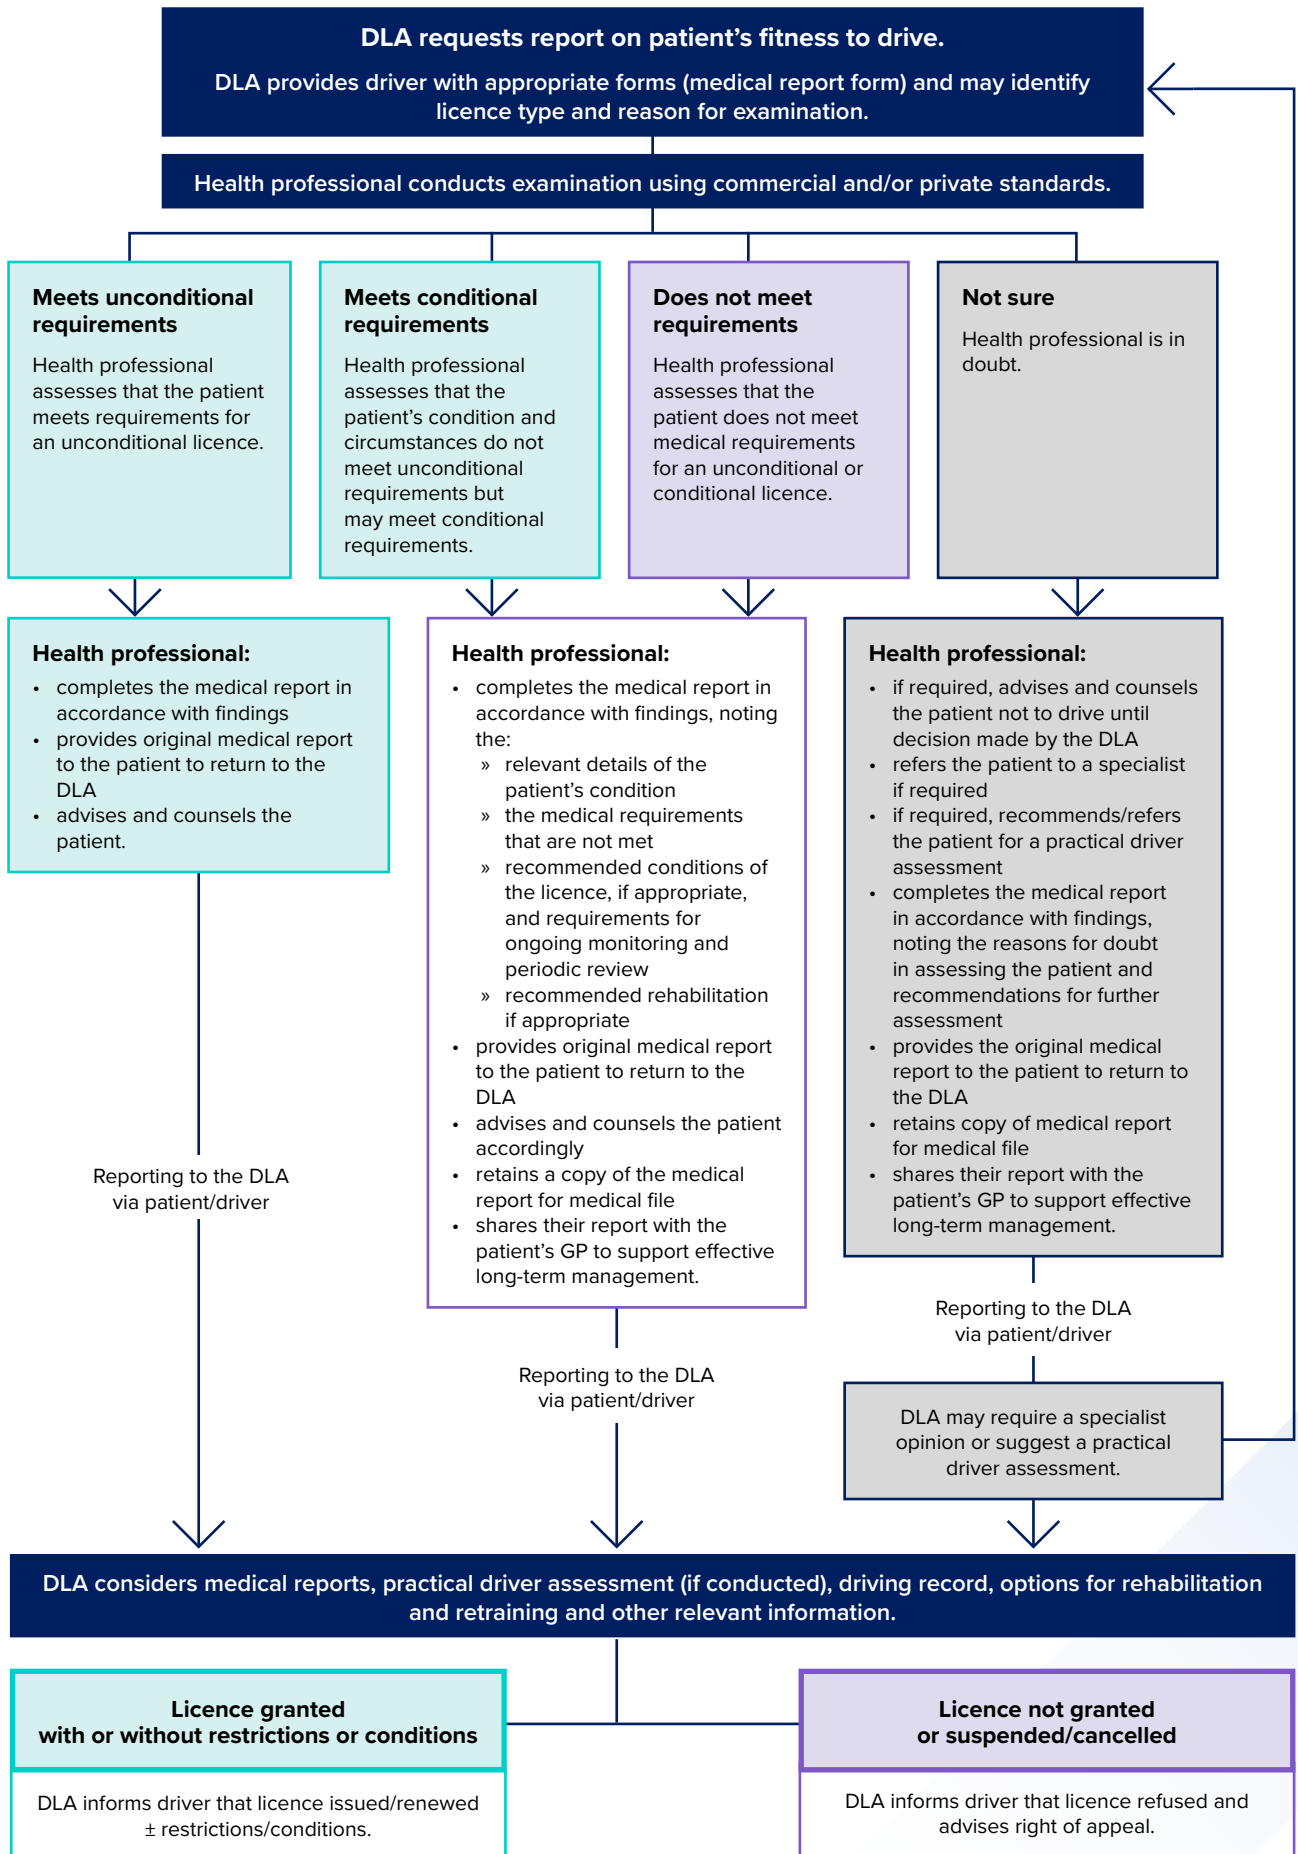 DLA requests report on patient’s fitness to drive.
DLA provides driver with appropriate forms (medical report form) and may identify
licence type and reason for examination.
Health professional conducts examination using commercial and/or private standards.
Meets unconditional
requirements
Health professional
assesses that the patient
meets requirements for
an unconditional licence.
Meets conditional
requirements
Health professional
assesses that the
patient’s condition and
circumstances do not
meet unconditional
requirements but
may meet conditional
requirements.
Does not meet
requirements
Health professional
assesses that the
patient does not meet
medical requirements
for an unconditional or
conditional licence.
Not sure
Health professional is in
doubt.
Health professional:
• completes the medical report in
accordance with findings
• provides original medical report
to the patient to return to the
DLA
• advises and counsels the
patient.
Reporting to the DLA
via patient/driver
Health professional:
• completes the medical report in
accordance with findings, noting
the:
» relevant details of the
patient’s condition
» the medical requirements
that are not met
» recommended conditions of
the licence, if appropriate,
and requirements for
ongoing monitoring and
periodic review
» recommended rehabilitation
if appropriate
• provides original medical report
to the patient to return to the
DLA
• advises and counsels the patient
accordingly
• retains a copy of the medical
report for medical file
• shares their report with the
patient’s GP to support effective
long-term management.
Reporting to the DLA
via patient/driver
Health professional:
• if required, advises and counsels
the patient not to drive until
decision made by the DLA
• refers the patient to a specialist
if required
• if required, recommends/refers
the patient for a practical driver
assessment
• completes the medical report
in accordance with findings,
noting the reasons for doubt
in assessing the patient and
recommendations for further
assessment
• provides the original medical
report to the patient to return to
the DLA
• retains copy of medical report
for medical file
• shares their report with the
patient’s GP to support effective
long-term management.
Reporting to the DLA
via patient/driver
DLA may require a specialist
opinion or suggest a practical
driver assessment.
DLA considers medical reports, practical driver assessment (if conducted), driving record, options for rehabilitation
and retraining and other relevant information.
Licence granted
with or without restrictions or conditions
DLA informs driver that licence issued/renewed
± restrictions/conditions.
Licence not granted
or suspended/cancelled
DLA informs driver that licence refused and
advises right of appeal.